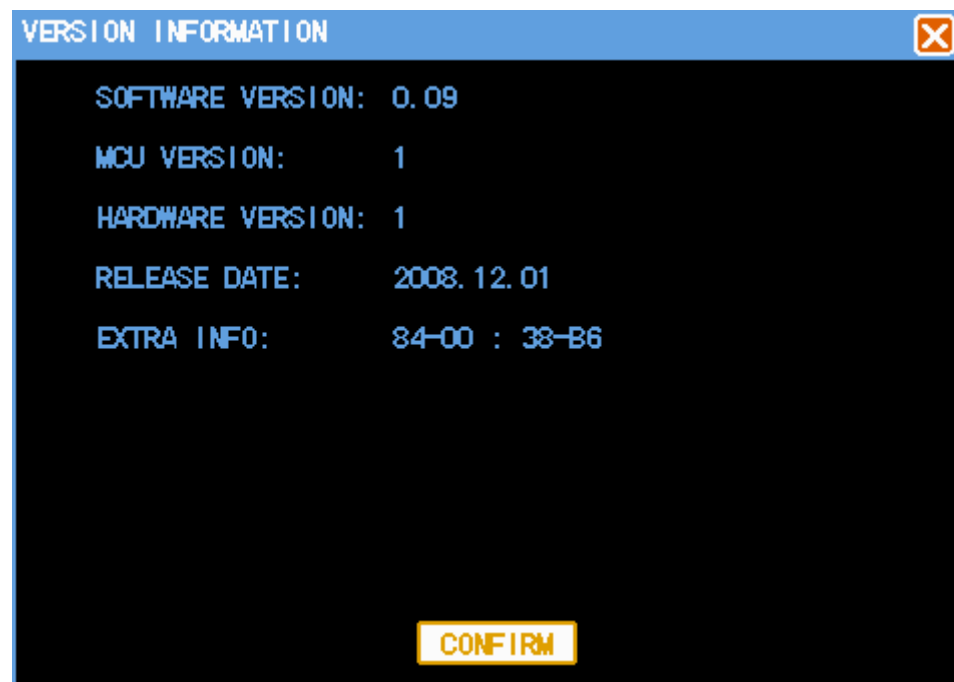 VERSION INFORMATION
SOFTWARE VERSION: 0.09
MCU VERSION: 1
HARDWARE VERSION: 1
RELEASE DATE: 2008.12.01
EXTRA INFO: 84-00 : 38-B6
CONFIRM